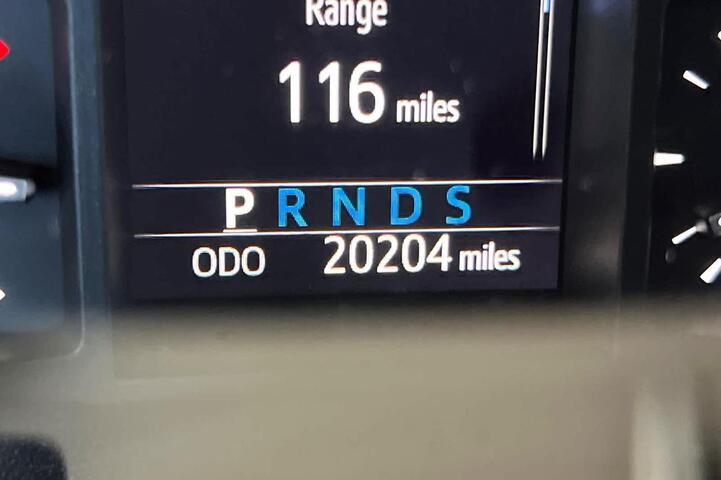 Range
116 miles
P R N D S
ODO 20204 miles